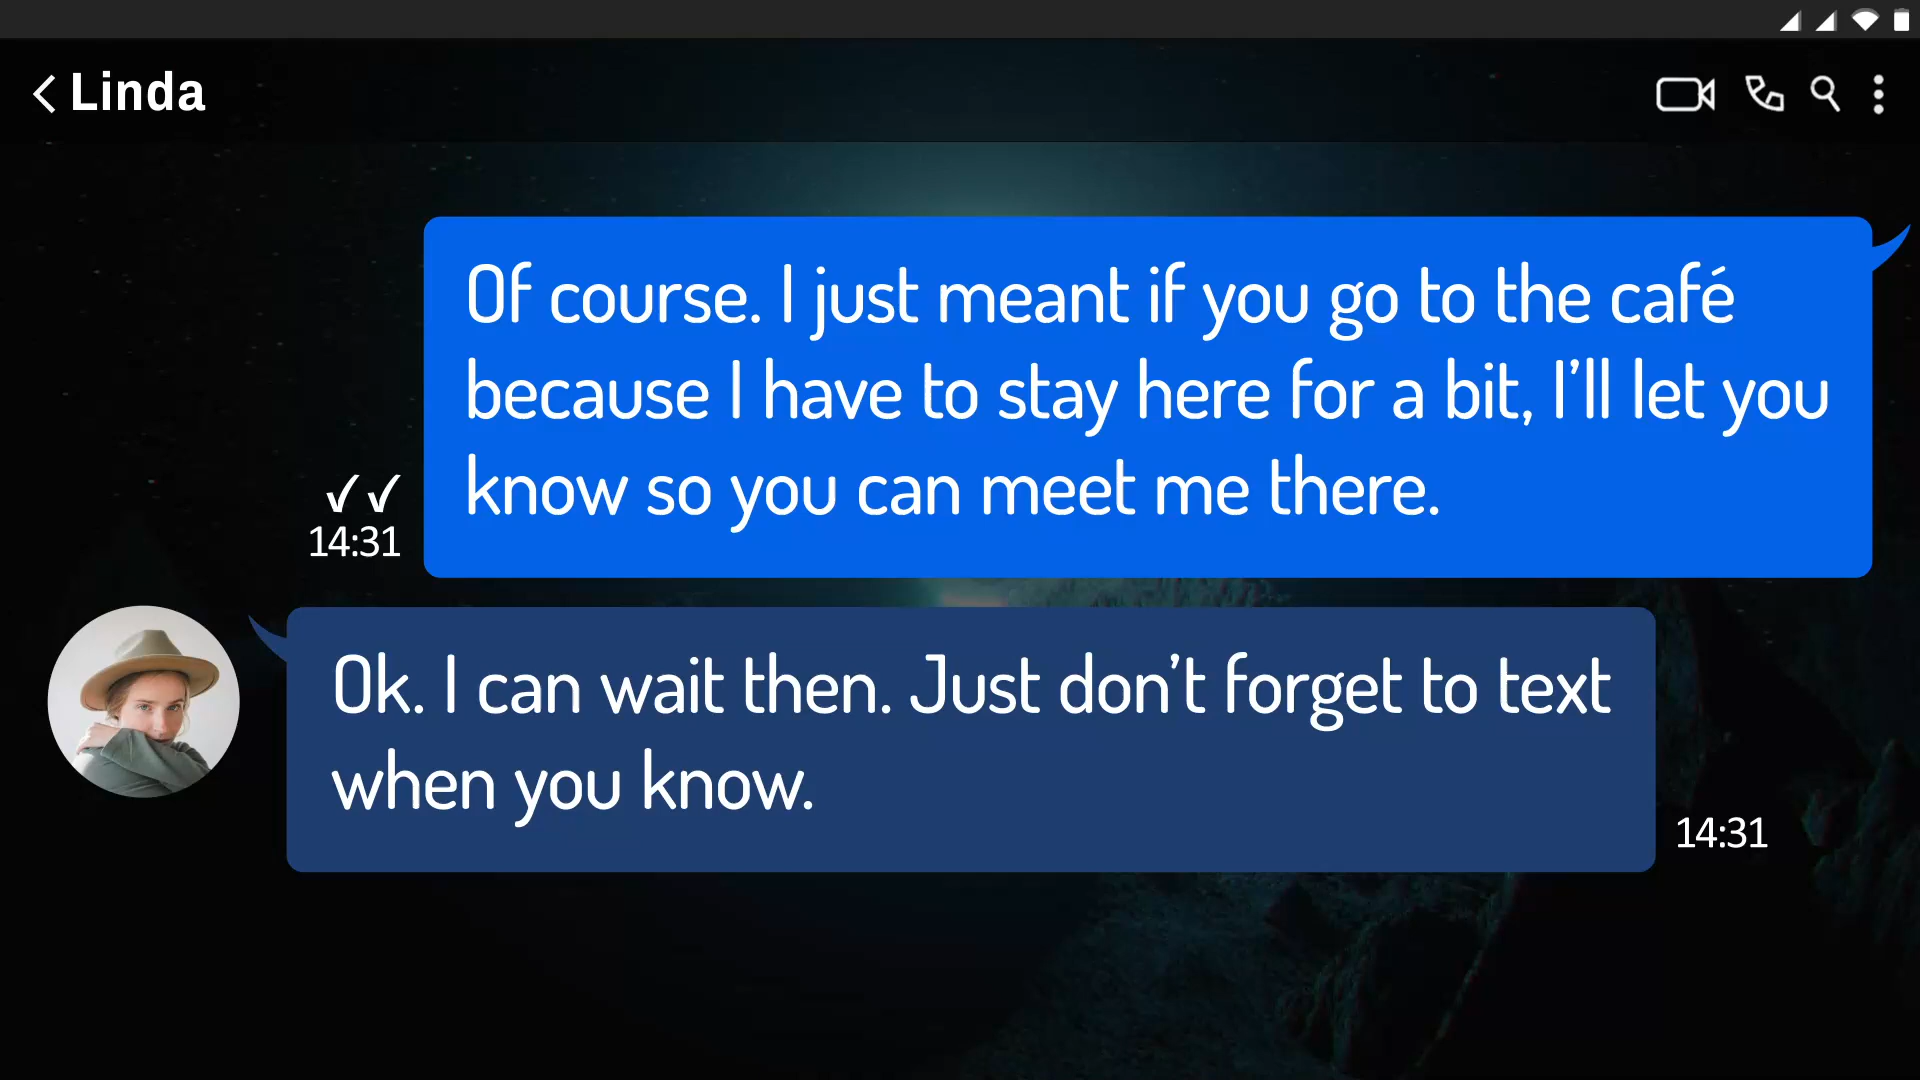 Linda
Of course. I just meant if you go to the café
because I have to stay here for a bit, I’ll let you
know so you can meet me there.
14:31
Ok. I can wait then. Just don’t forget to text
when you know.
14:31